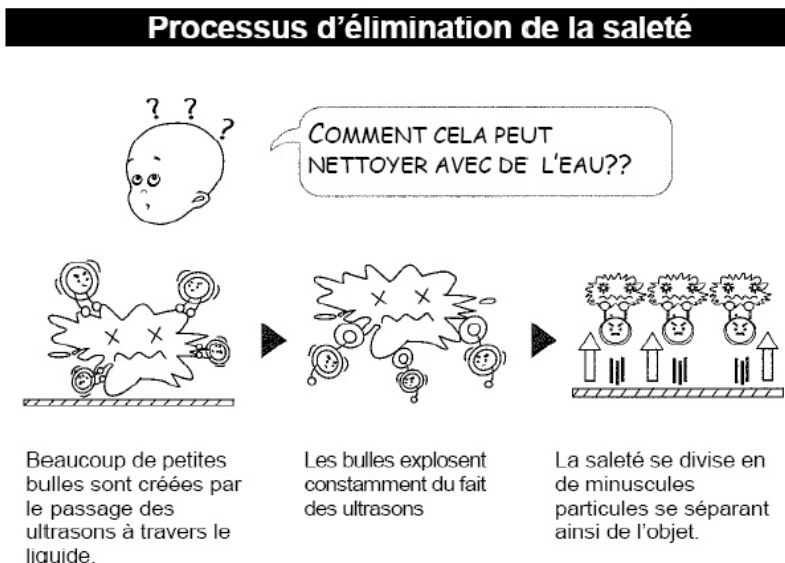 Processus d'élimination de la saleté
? ? ?
COMMENT CELA PEUT
NETTOYER AVEC DE L'EAU??
Beaucoup de petites
bulles sont créées par
le passage des
ultrasons à travers le
liquide.
Les bulles explosent
constamment du fait
des ultrasons
La saleté se divise en
de minuscules
particules se séparant
ainsi de l'objet.